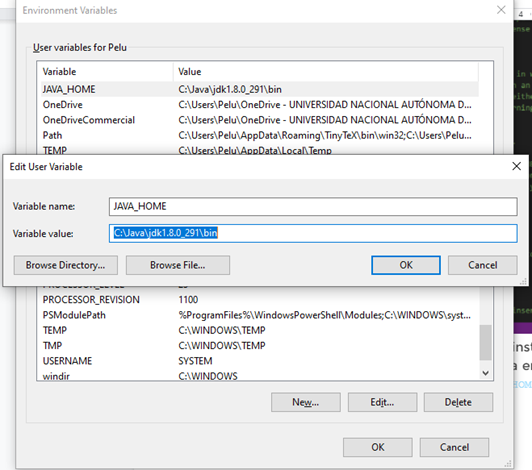 Environment Variables
4
ense
User variables for Pelu
Variable Value
JAVA_HOME C:\Java\jdk1.8.0_291\bin
OneDrive C:\Users\Pelu\OneDrive - UNIVERSIDAD NACIONAL AUTÓNOMA D...
OneDriveCommercial C:\Users\Pelu\OneDrive - UNIVERSIDAD NACIONAL AUTÓNOMA D...
Path C:\Users\Pelu\AppData\Roaming\TinyTeX\bin\win32;C:\Users\Pelu...
TEMP C:\Users\Pelu\AppData\Local\Temp
Edit User Variable
Variable name: JAVA_HOME
Variable value: C:\Java\jdk1.8.0_291\bin
Browse Directory... Browse File... OK Cancel
PROCESSOR_REVISION 1100
PSModulePath %ProgramFiles%\WindowsPowerShell\Modules;C:\WINDOWS\syst...
TEMP C:\WINDOWS\TEMP
TMP C:\WINDOWS\TEMP
USERNAME SYSTEM
windir C:\WINDOWS
New... Edit... Delete
OK Cancel